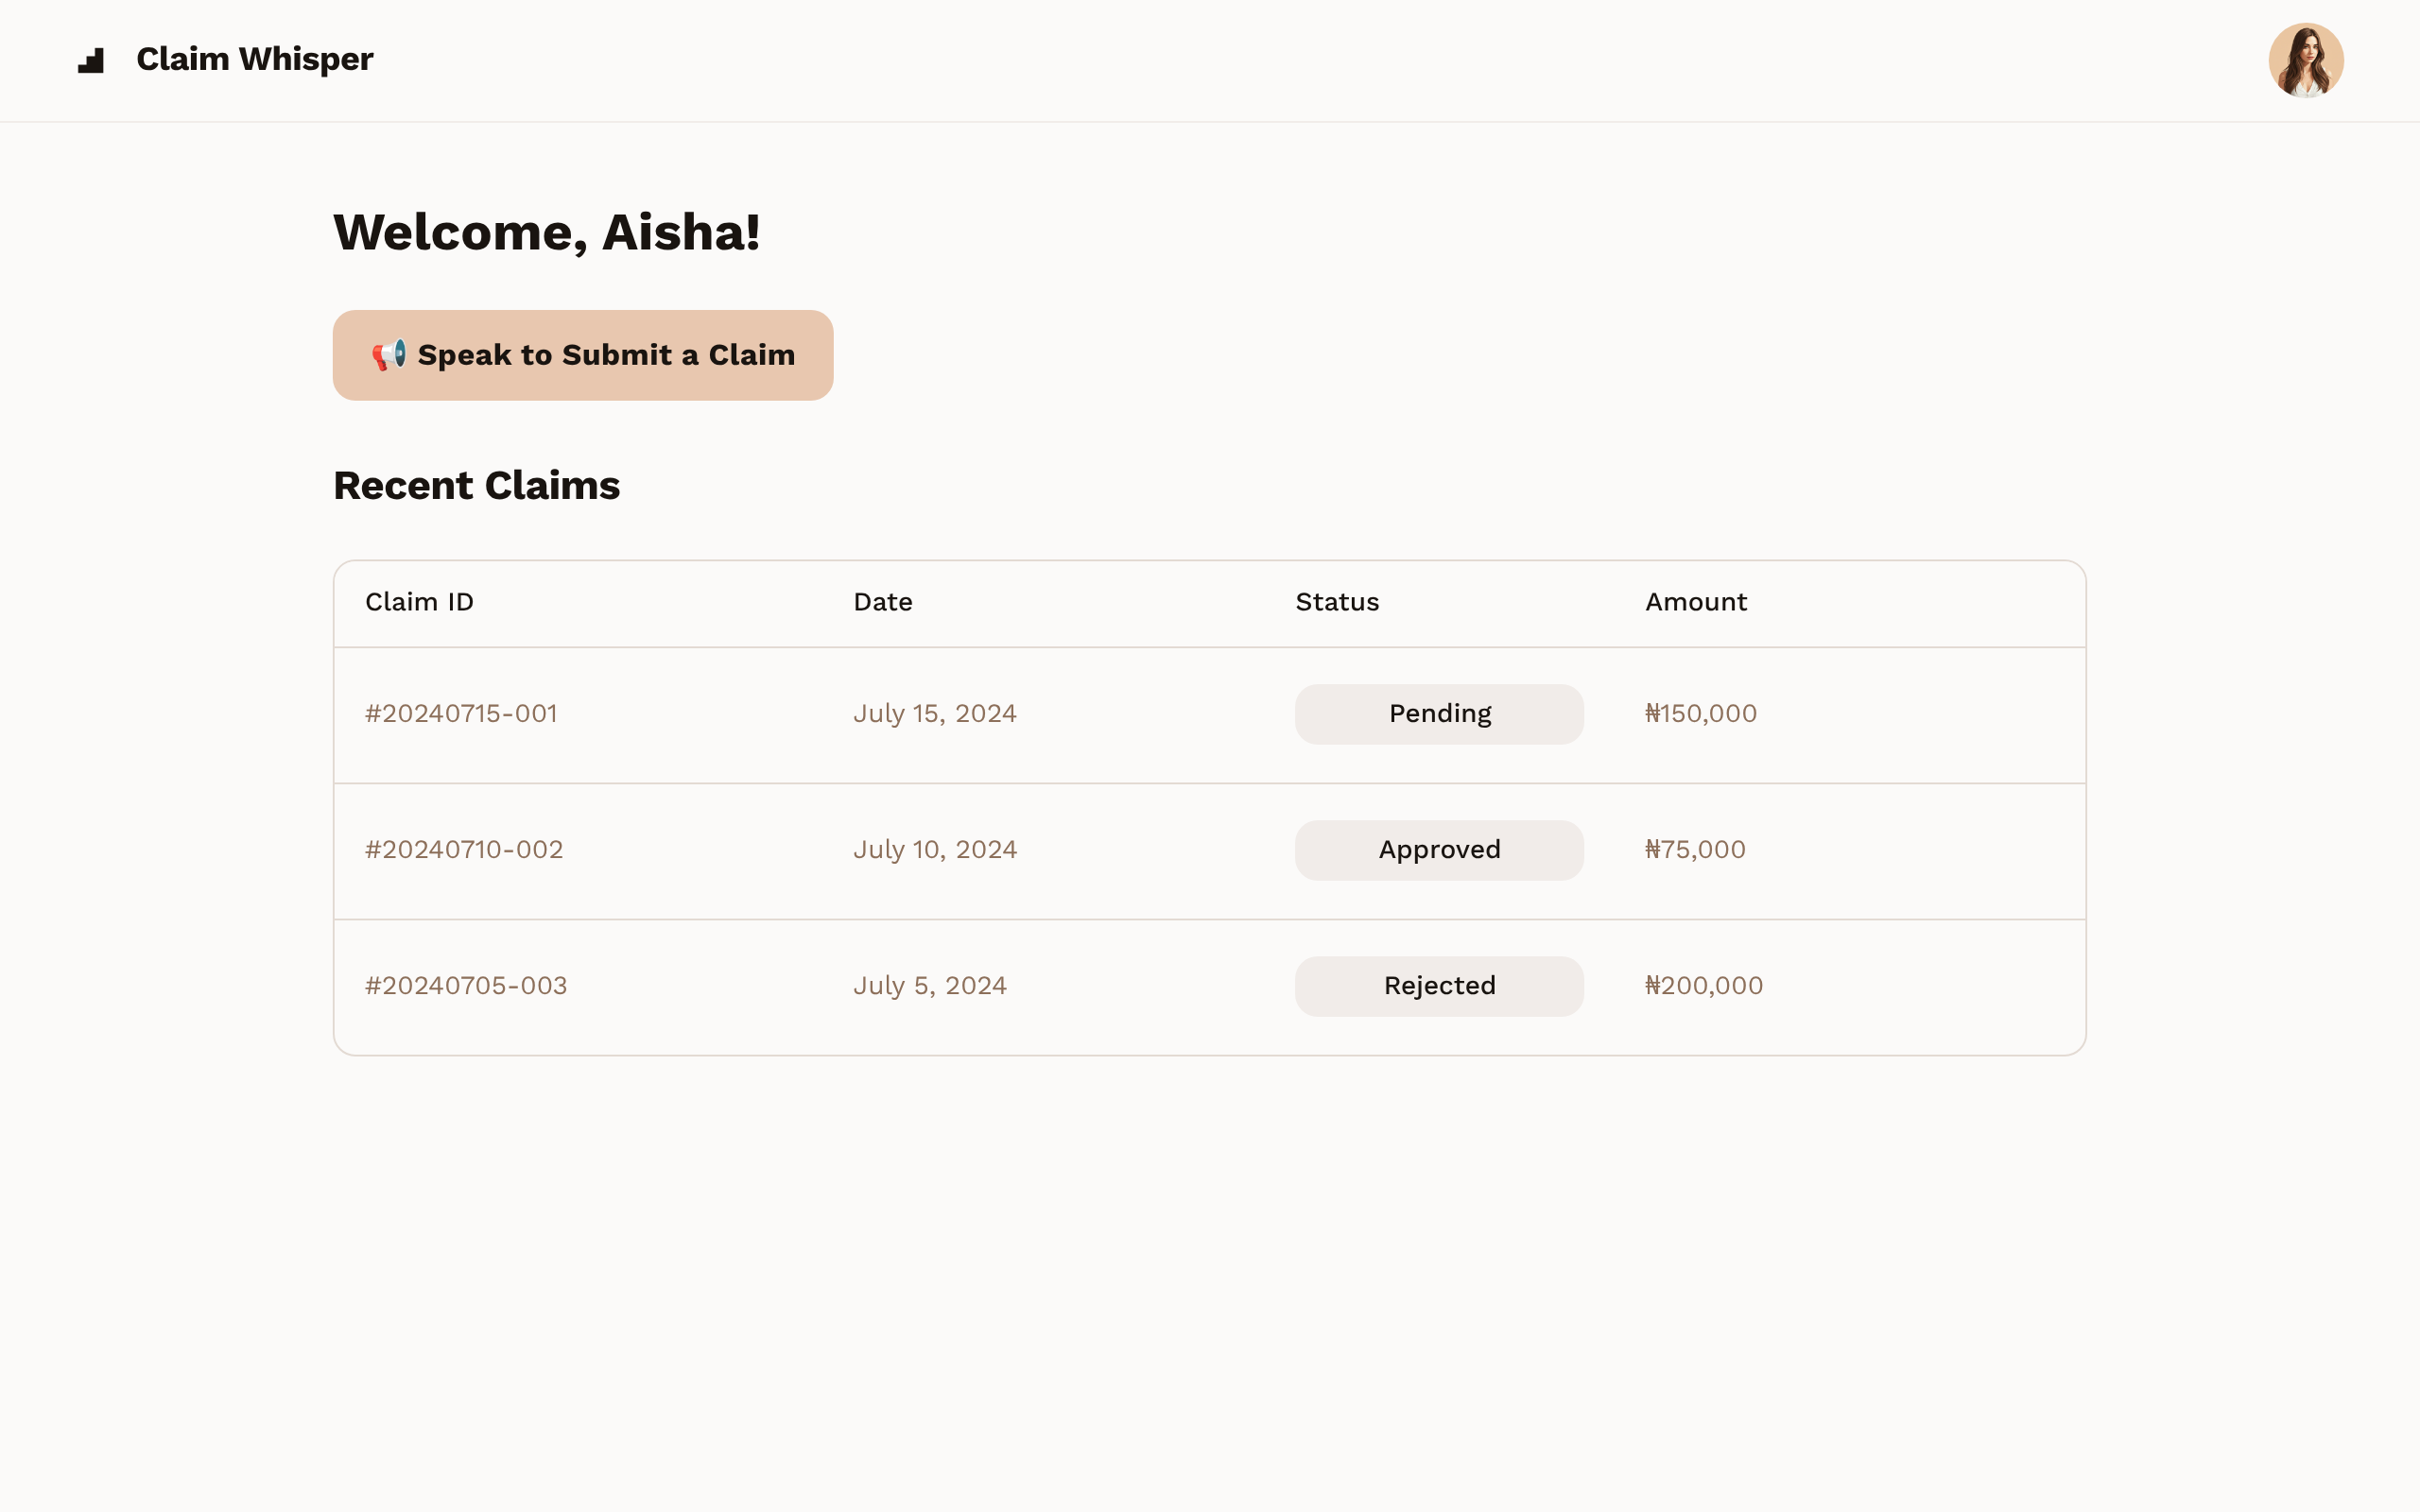 Claim Whisper
Welcome, Aisha!
📢 Speak to Submit a Claim
Recent Claims
Claim ID Date Status Amount
#20240715-001 July 15, 2024 Pending ₦150,000
#20240710-002 July 10, 2024 Approved ₦75,000
#20240705-003 July 5, 2024 Rejected ₦200,000